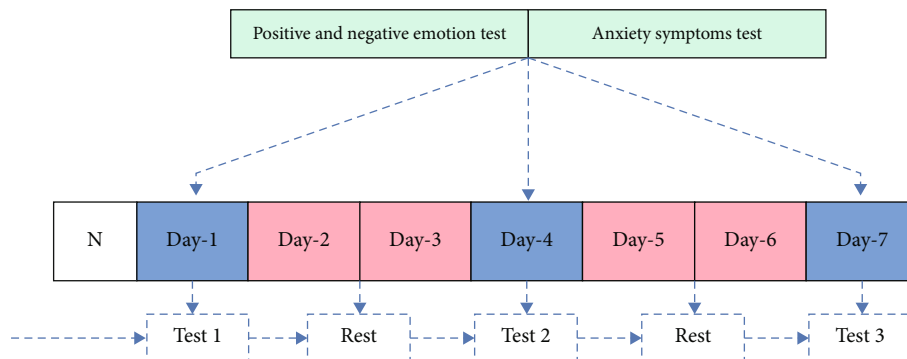 Positive and negative emotion test
Anxiety symptoms test
N
Day-1
Day-2
Day-3
Day-4
Day-5
Day-6
Day-7
Test 1
Rest
Test 2
Rest
Test 3